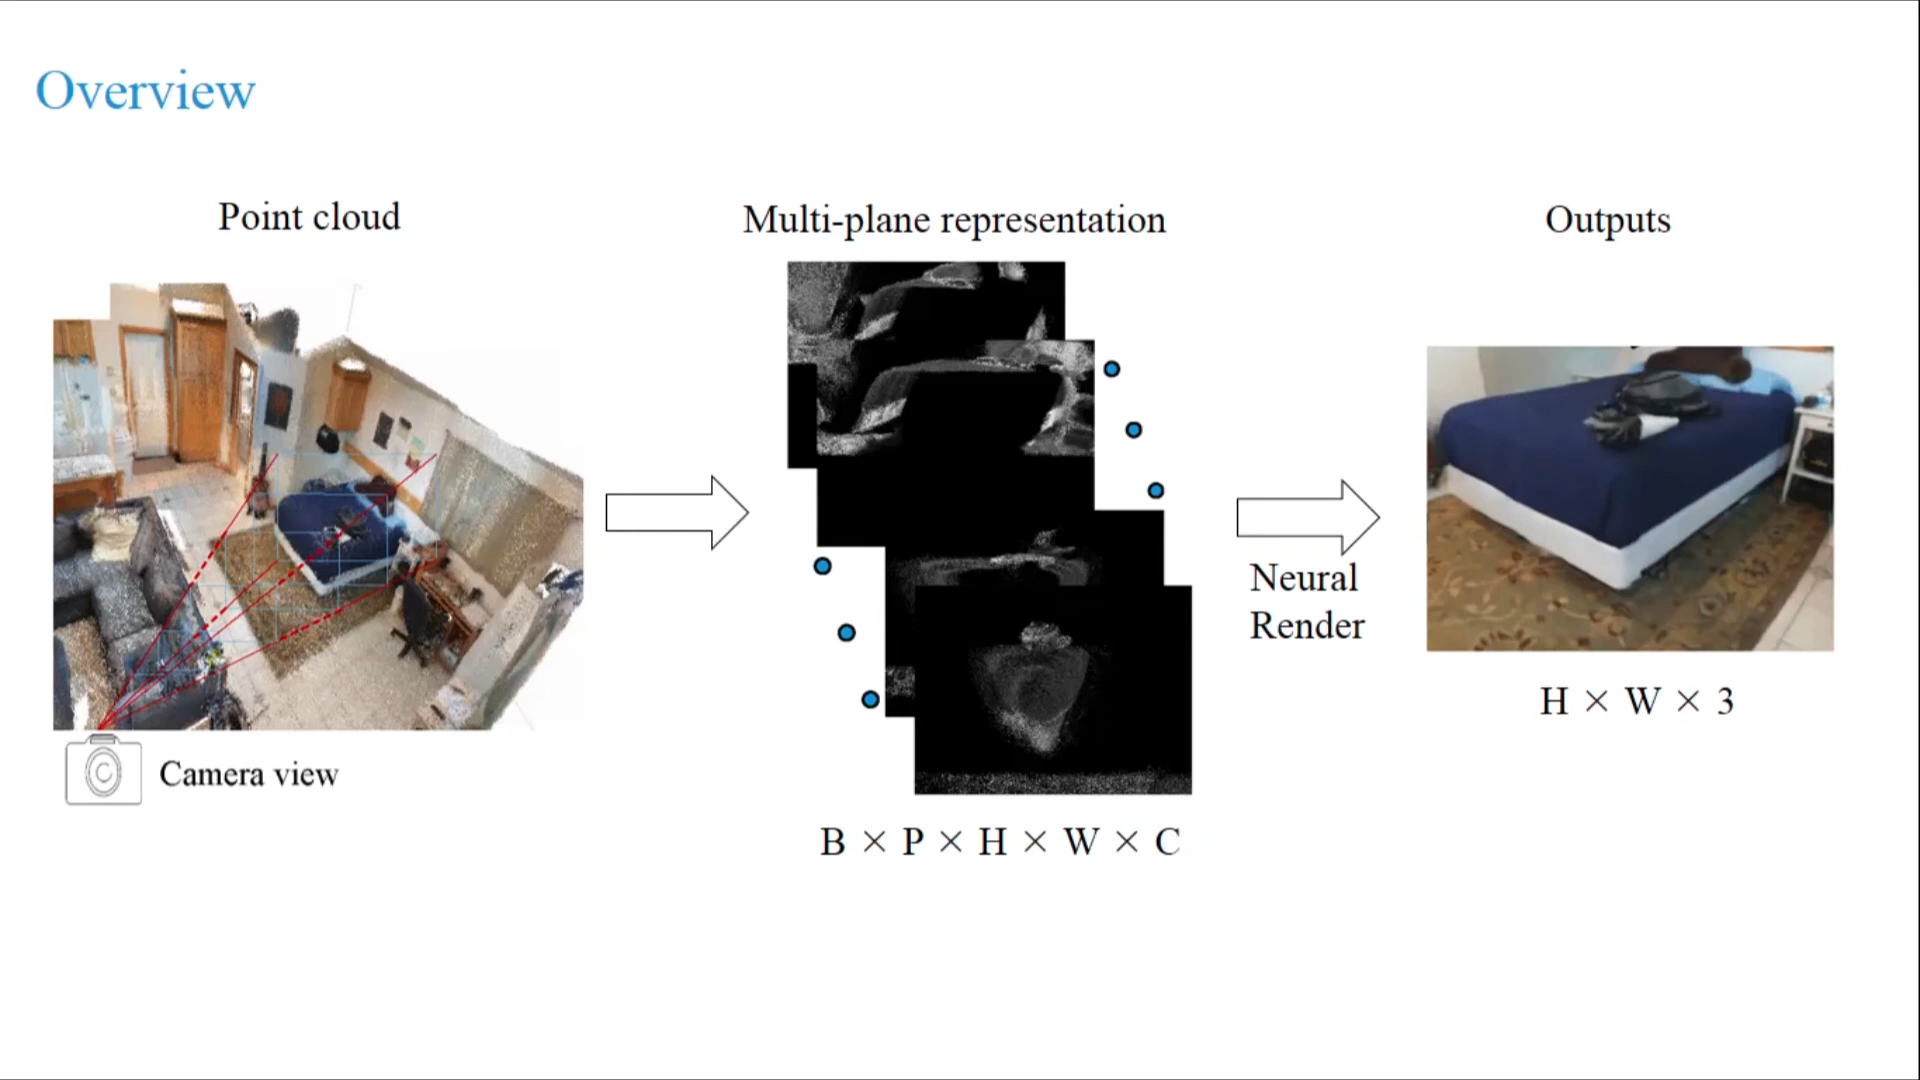 Overview
Point cloud
Multi-plane representation
Outputs
Neural
Render
H × W × 3
Camera view
B × P × H × W × C